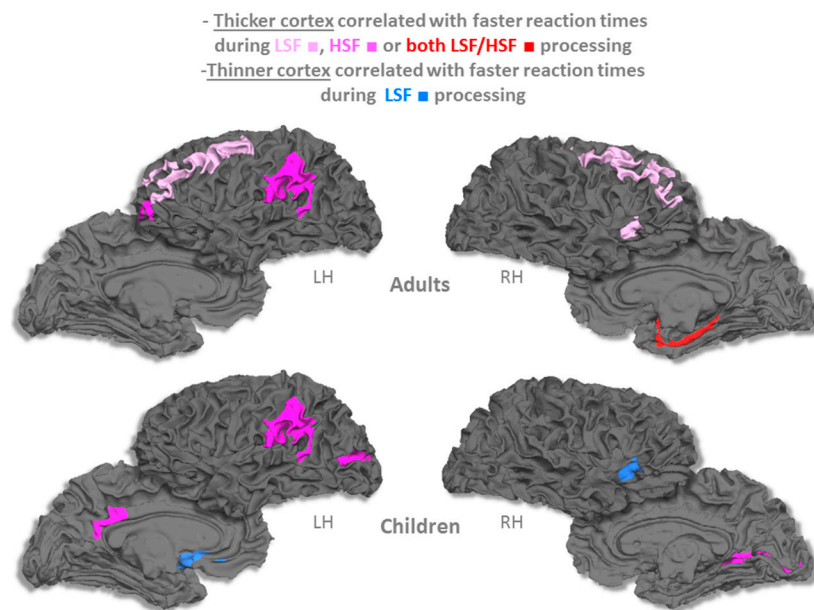 - Thicker cortex correlated with faster reaction times
during LSF ■, HSF ■ or both LSF/HSF ■ processing
-Thinner cortex correlated with faster reaction times
during LSF ■ processing
LH
Adults
RH
LH
Children
RH